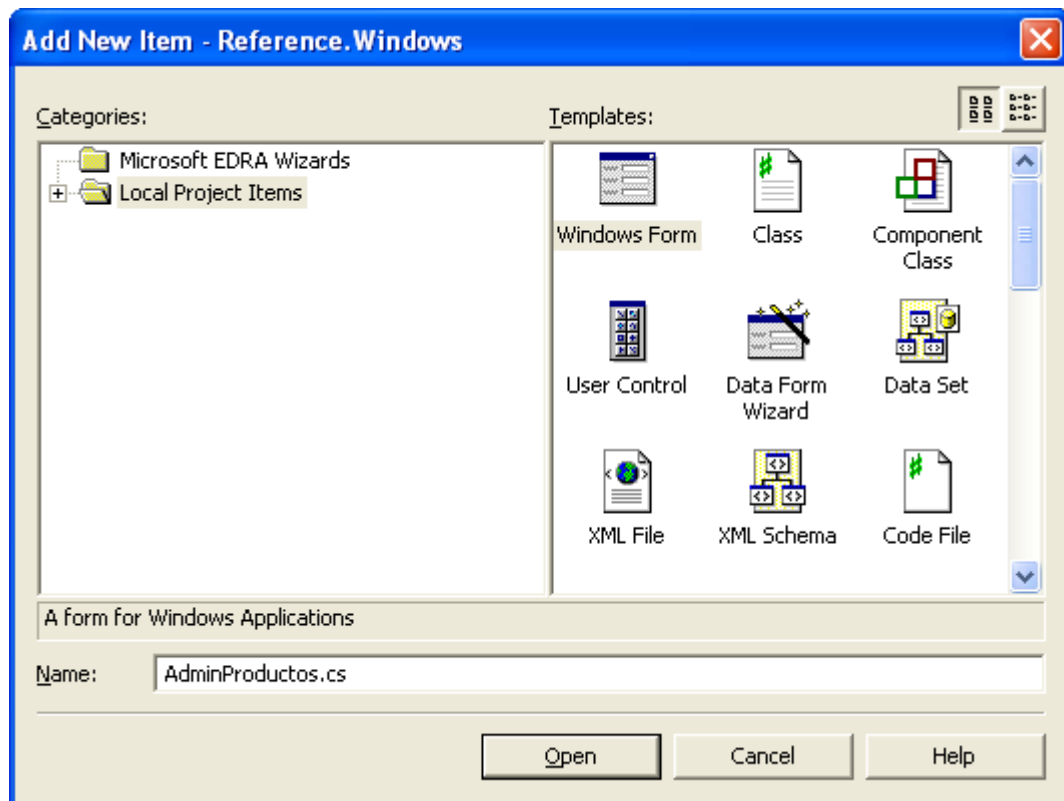 Add New Item - Reference.Windows
Categories:
Templates:
Microsoft EDRA Wizards
Local Project Items
Windows Form
Class
Component
Class
User Control
Data Form
Wizard
Data Set
XML File
XML Schema
Code File
A form for Windows Applications
Name:
AdminProductos.cs
Open
Cancel
Help